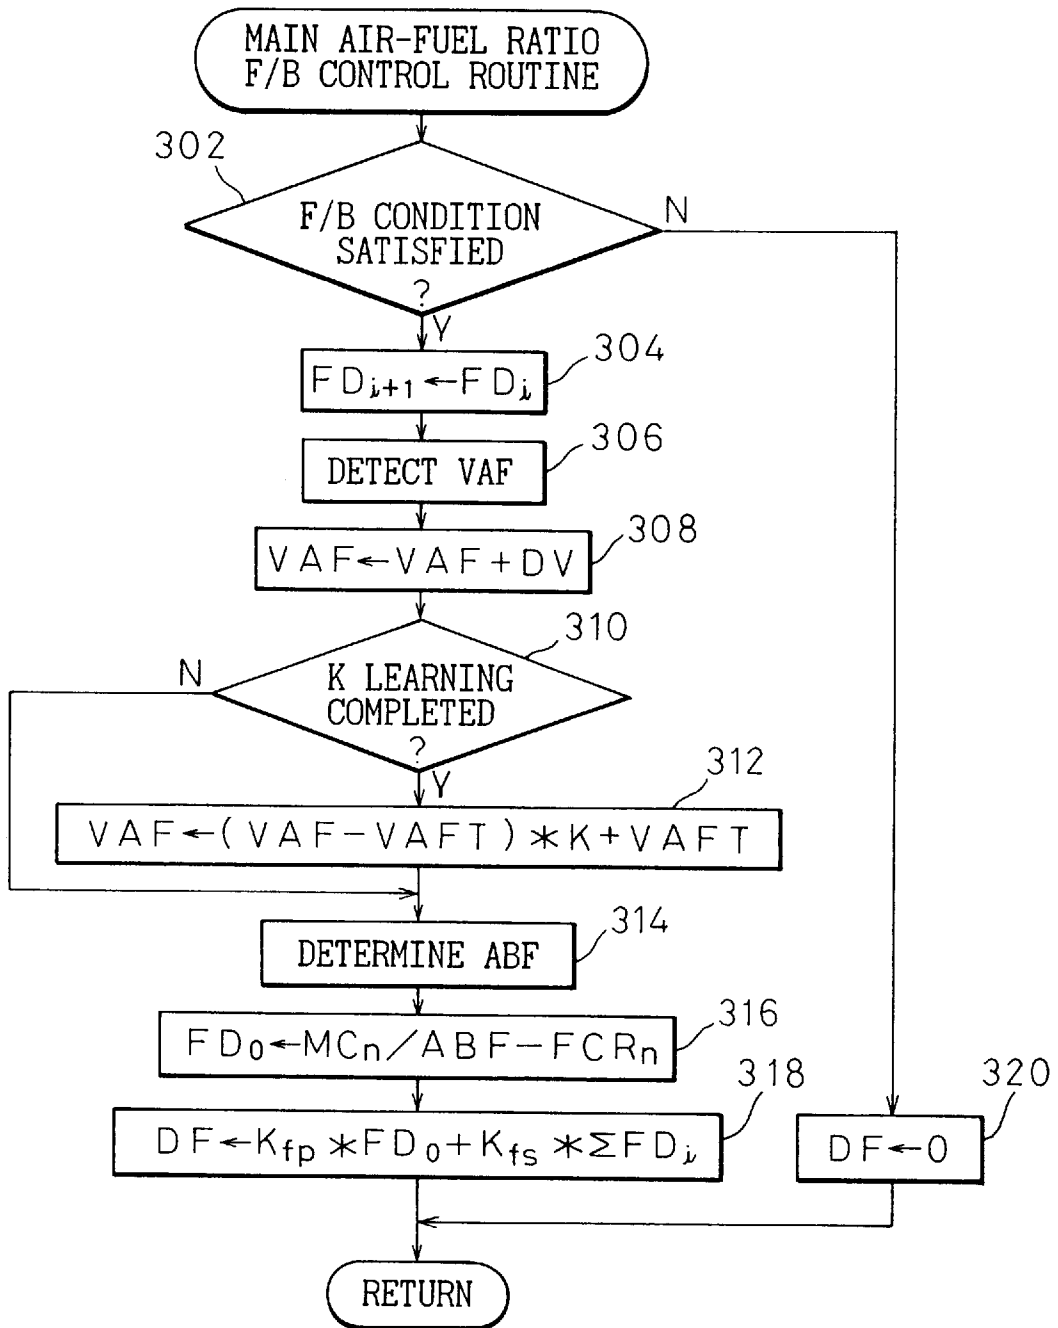 MAIN AIR-FUEL RATIO
F/B CONTROL ROUTINE
302
F/B CONDITION
SATISFIED
?
N
Y
304
FDi+1←FDi
306
DETECT VAF
308
VAF←VAF+DV
310
N
K LEARNING
COMPLETED
?
Y
312
VAF←(VAF-VAFT)*K+VAFT
314
DETERMINE ABF
316
FD0←MCn/ABF-FCRn
318
DF←Kfp*FD0+Kfs*ΣFDi
320
DF←0
RETURN